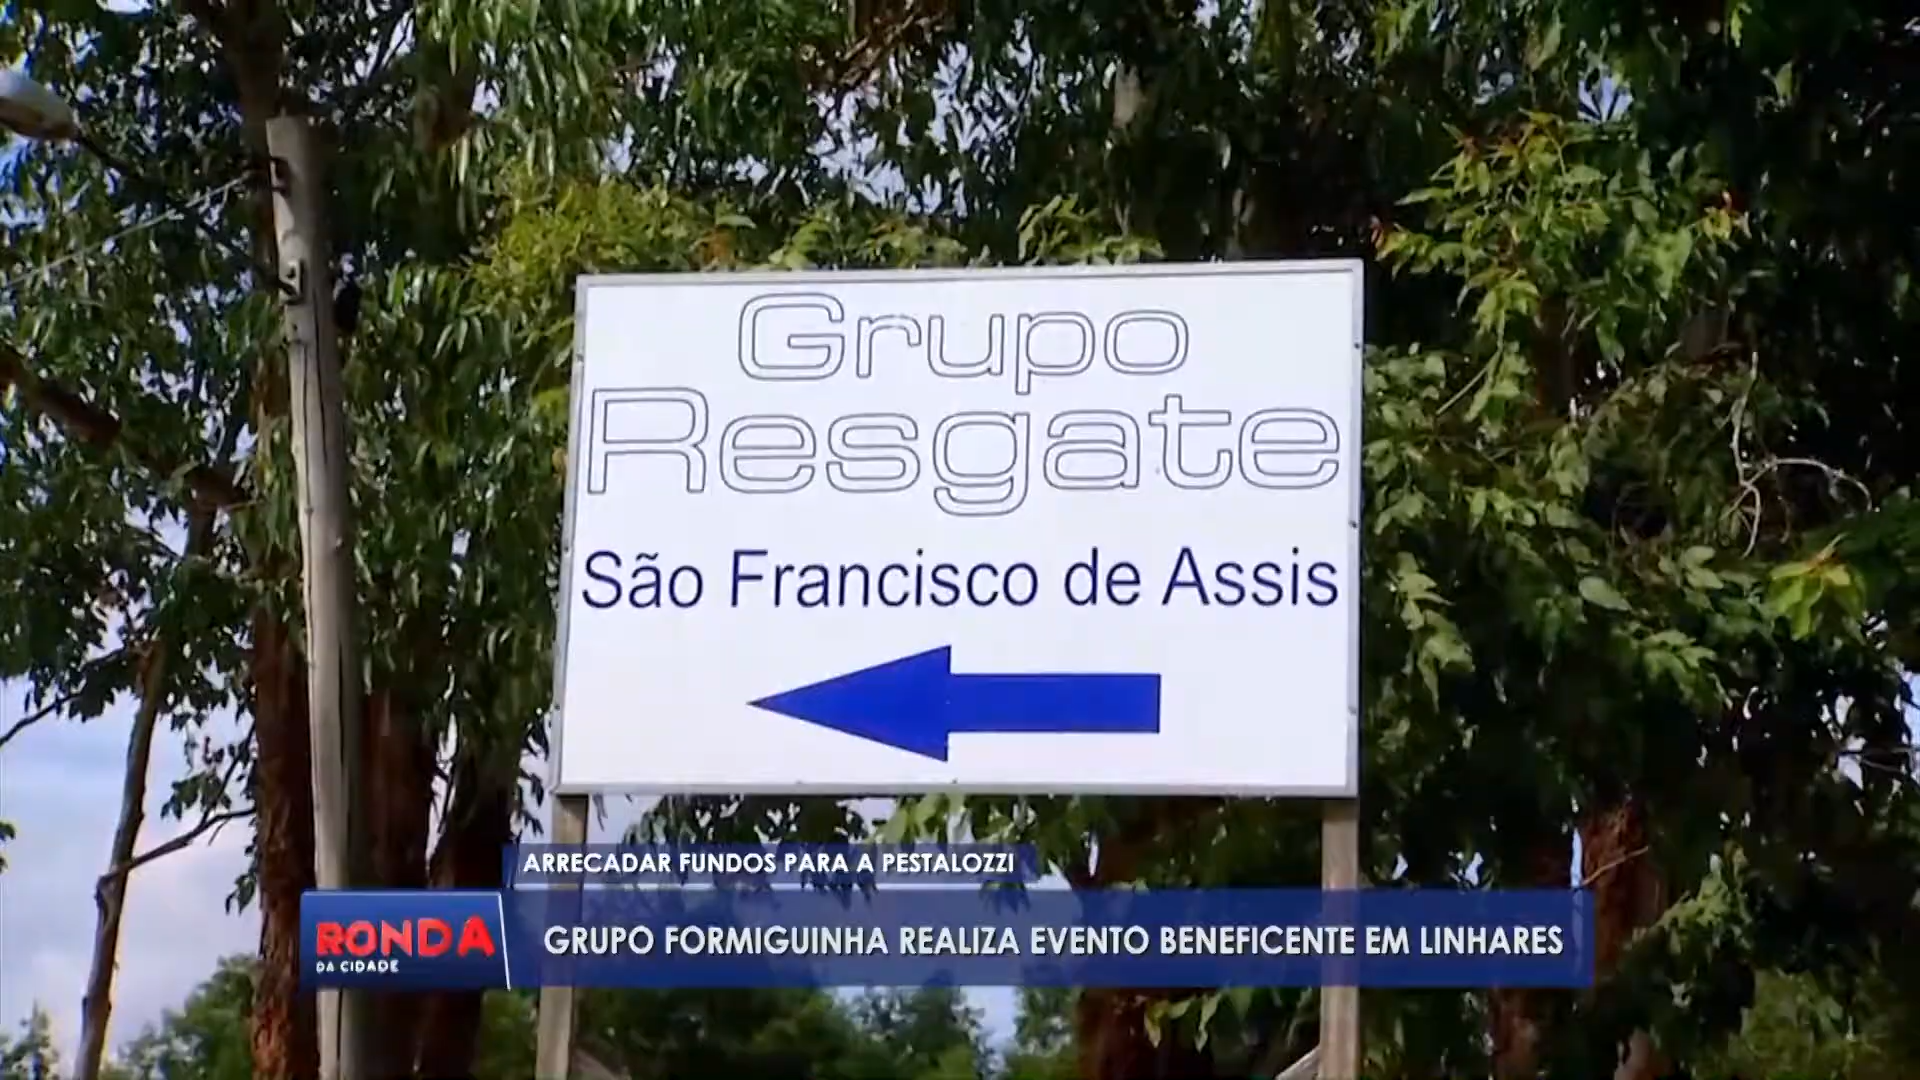 Grupo
Resgate
São Francisco de Assis
ARRECADAR FUNDOS PARA A PESTALOZZI
RONDA
DA CIDADE
GRUPO FORMIGUINHA REALIZA EVENTO BENEFICENTE EM LINHARES